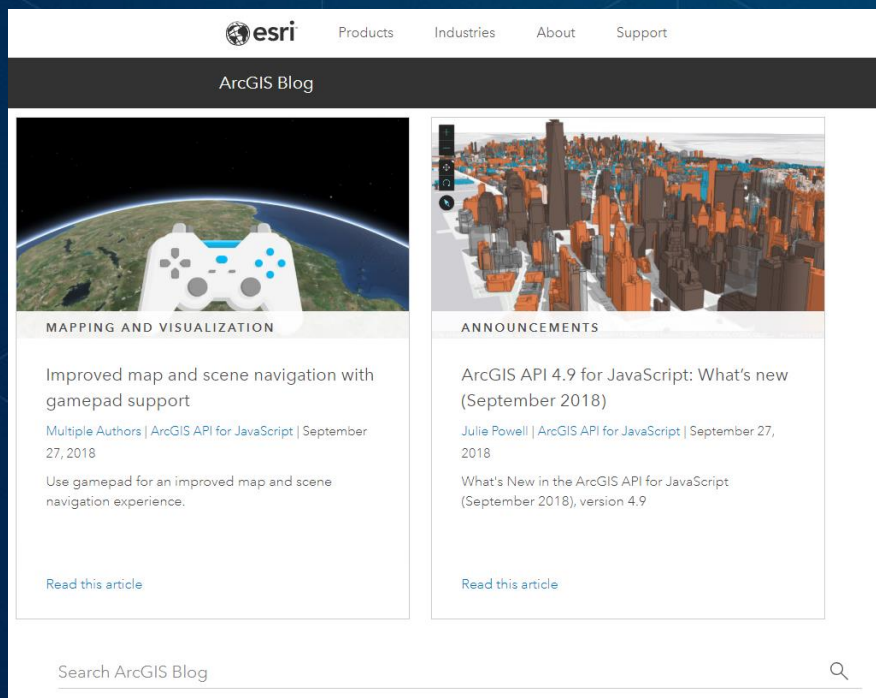 esri
Products Industries About Support
ArcGIS Blog
MAPPING AND VISUALIZATION
Improved map and scene navigation with
gamepad support
Multiple Authors | ArcGIS API for JavaScript | September
27, 2018
Use gamepad for an improved map and scene
navigation experience.
Read this article
ANNOUNCEMENTS
ArcGIS API 4.9 for JavaScript: What's new
(September 2018)
Julie Powell | ArcGIS API for JavaScript | September 27,
2018
What's New in the ArcGIS API for JavaScript
(September 2018), version 4.9
Read this article
Search ArcGIS Blog